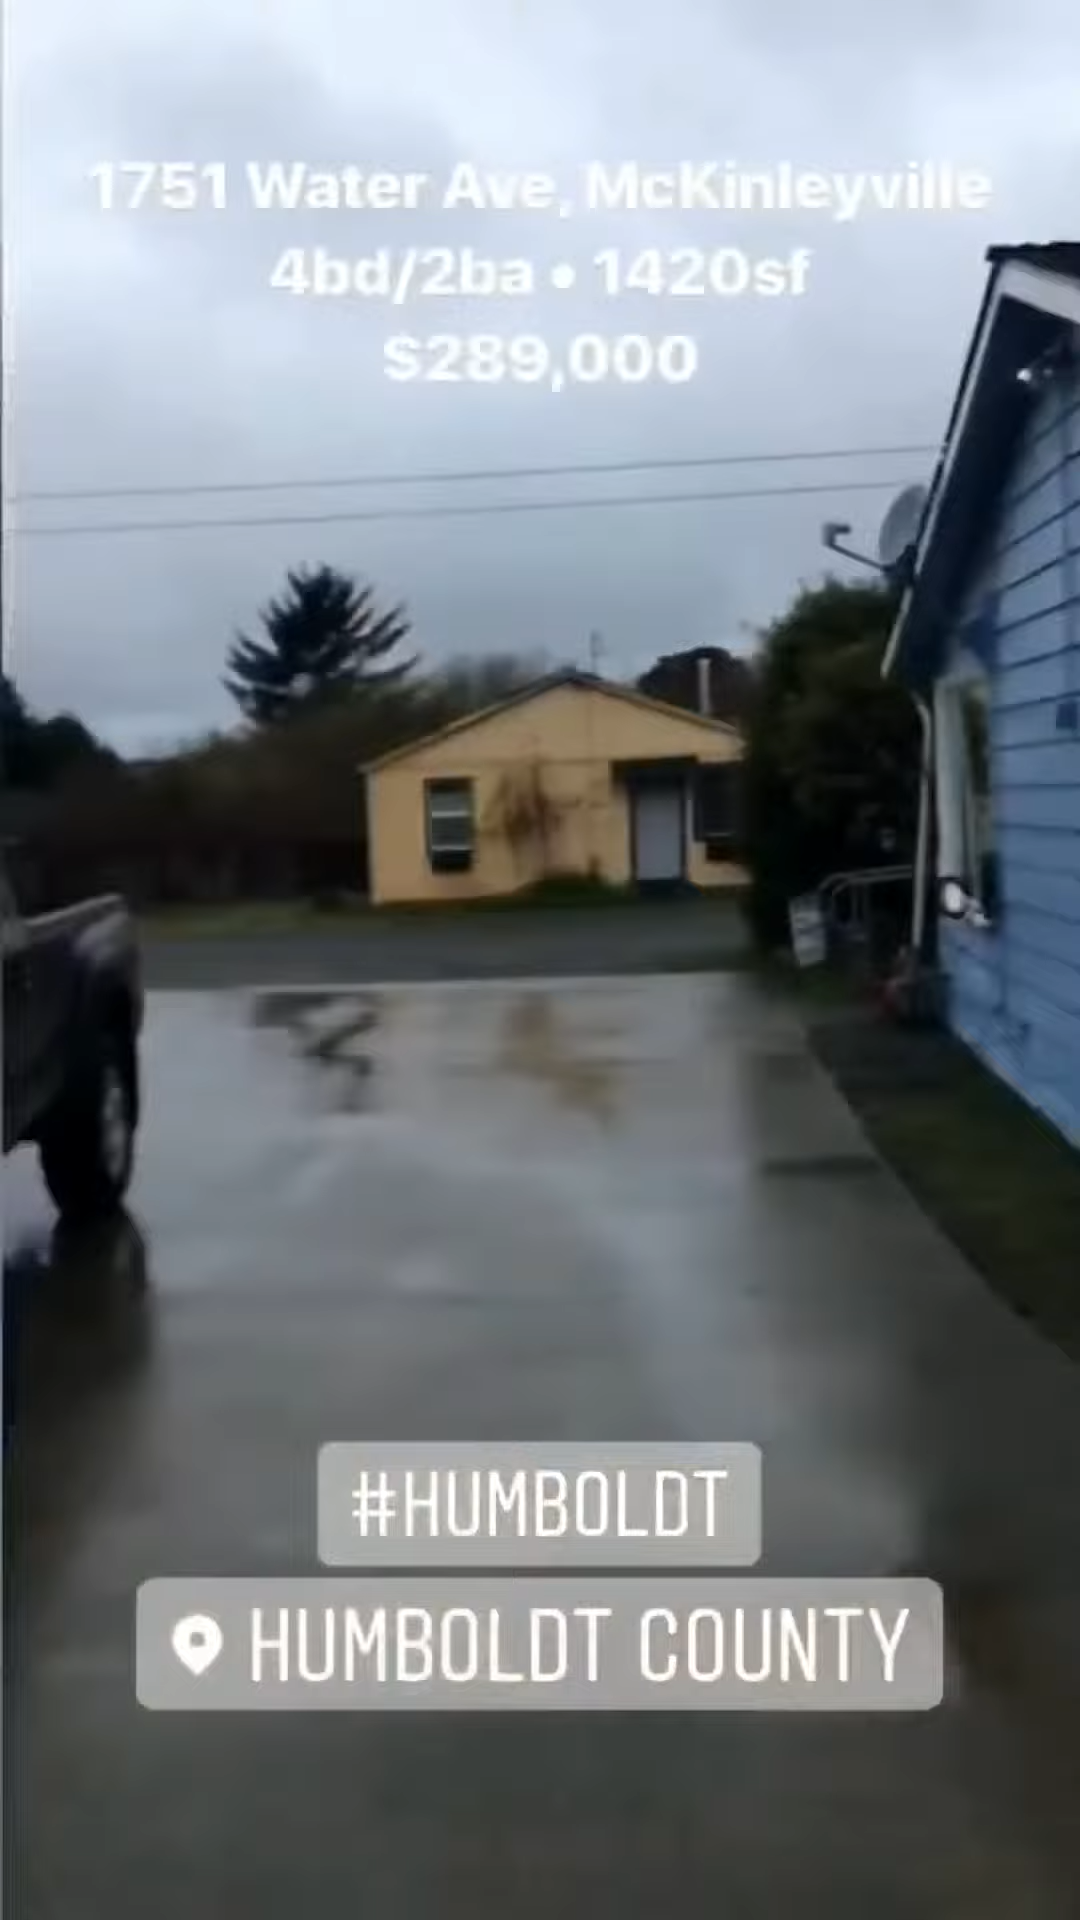 1751 Water Ave, McKinleyville
4bd/2ba • 1420sf
$289,000
#HUMBOLDT
HUMBOLDT COUNTY